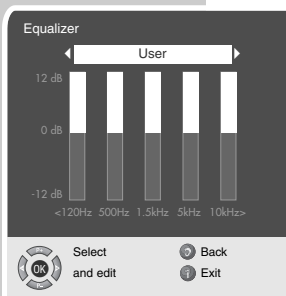 Equalizer
User
12 dB
0 dB
-12 dB
<120Hz 500Hz 1.5kHz 5kHz 10kHz>
Select
and edit
OK
Back
Exit